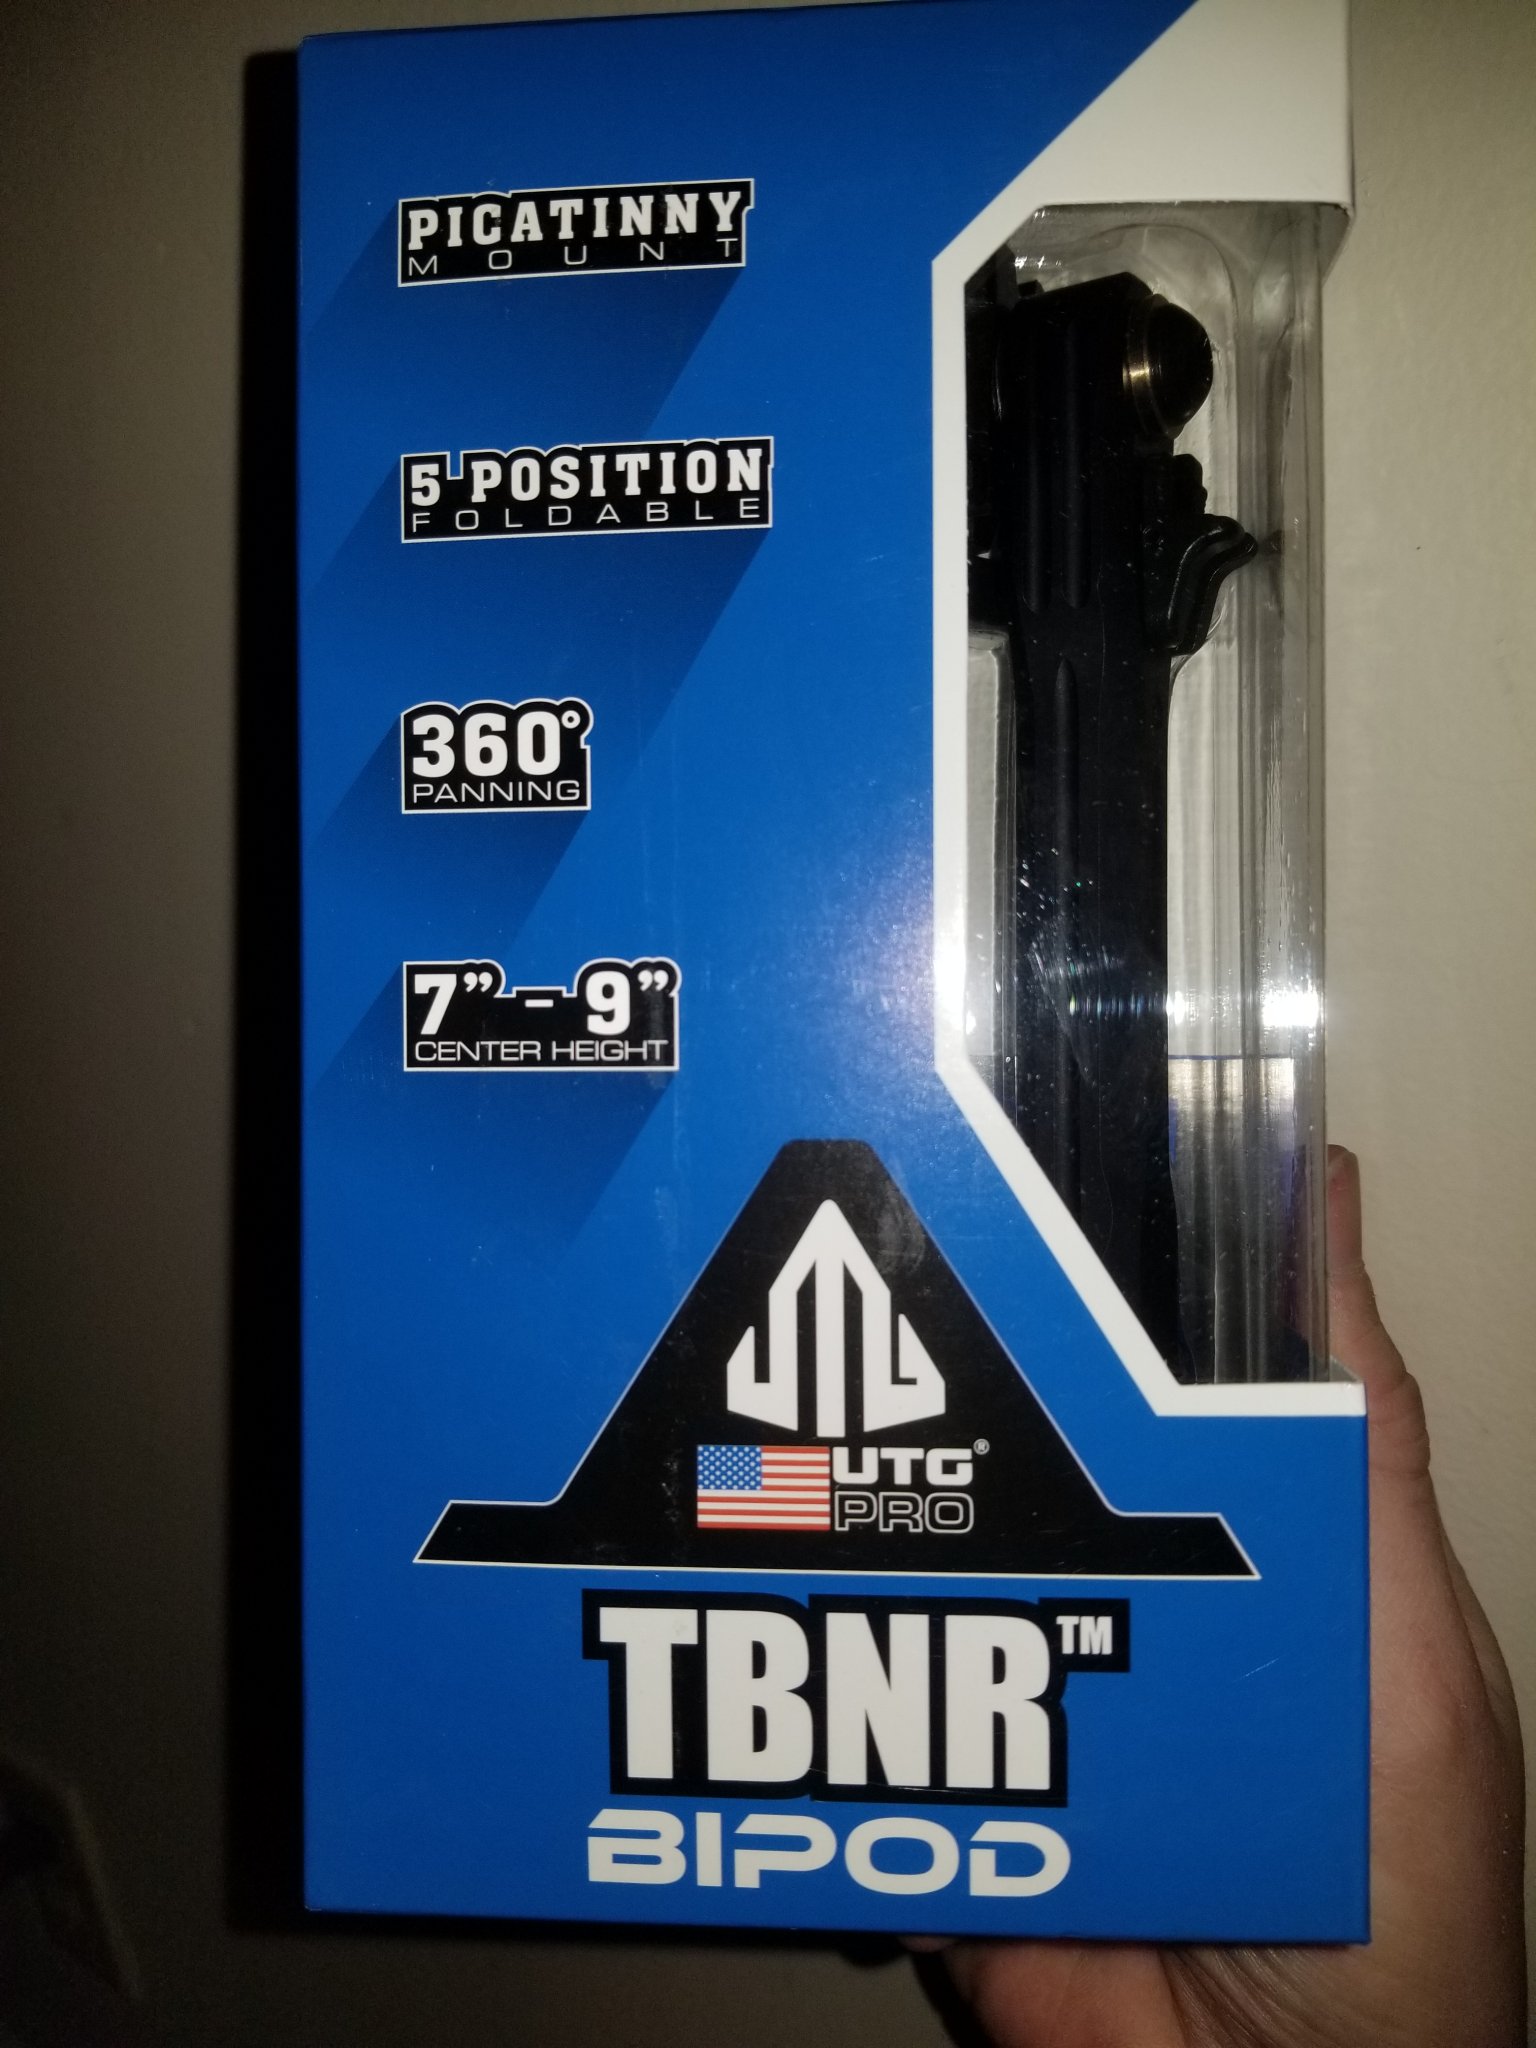 PICATINNY
MOUNT
5 POSITION
FOLDABLE
360°
PANNING
7” - 9”
CENTER HEIGHT
UTG®
PRO
TBNR™
BIPOD